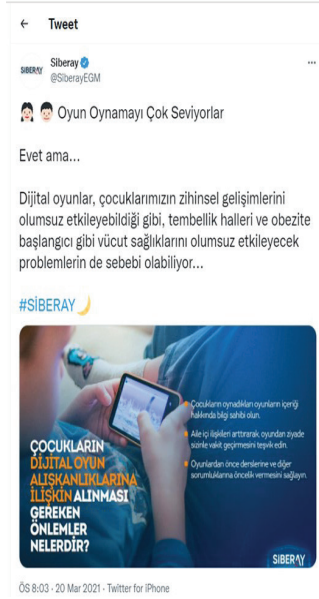 Tweet
Siberay
SIBERAY
@SiberayEGM
Oyun Oynamayı Çok Seviyorlar
Evet ama...
Dijital oyunlar, çocuklarımızın zihinsel gelişimlerini
olumsuz etkileyebildiği gibi, tembellik halleri ve obezite
başlangıcı gibi vücut sağlıklarını olumsuz etkileyecek
problemlerin de sebebi olabiliyor...
#SİBERAY
Çocukların oynadıkları oyunların içeriği
hakkında bilgi sahibi olun.
Aile içi ilişkileri arttırarak, oyundan ziyade
sizinle vakit geçirmesini teşvik edin.
Oyunlardan önce derslerine ve diğer
sorumluluklarına öncelik vermesini sağlayın.
ÇOCUKLARIN
DİJİTAL OYUN
ALIŞKANLIKLARINA
İLİŞKİN ALINMASI
GEREKEN
ÖNLEMLER
NELERDİR?
SIBERAY
ÖS 8:03 · 20 Mar 2021 · Twitter for iPhone